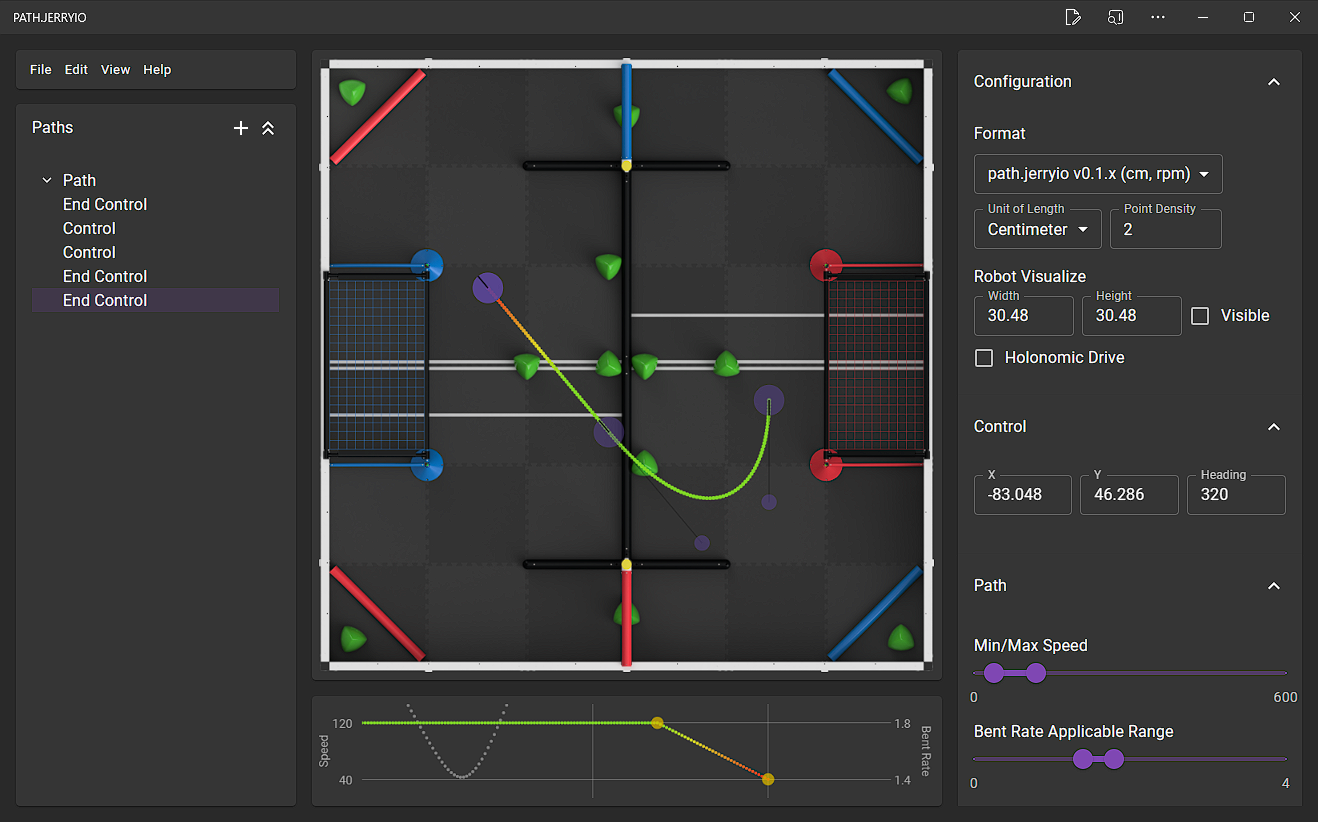 PATH.JERRYIO
File Edit View Help
Paths
Path
End Control
Control
Control
End Control
End Control
120
40
Speed
1.8
1.4
Bent Rate
Configuration
Format
path.jerryio v0.1.x (cm, rpm)
Unit of Length Point Density
Centimeter 2
Robot Visualize
Width Height
30.48 30.48 Visible
Holonomic Drive
Control
X Y Heading
-83.048 46.286 320
Path
Min/Max Speed
0 600
Bent Rate Applicable Range
0 4